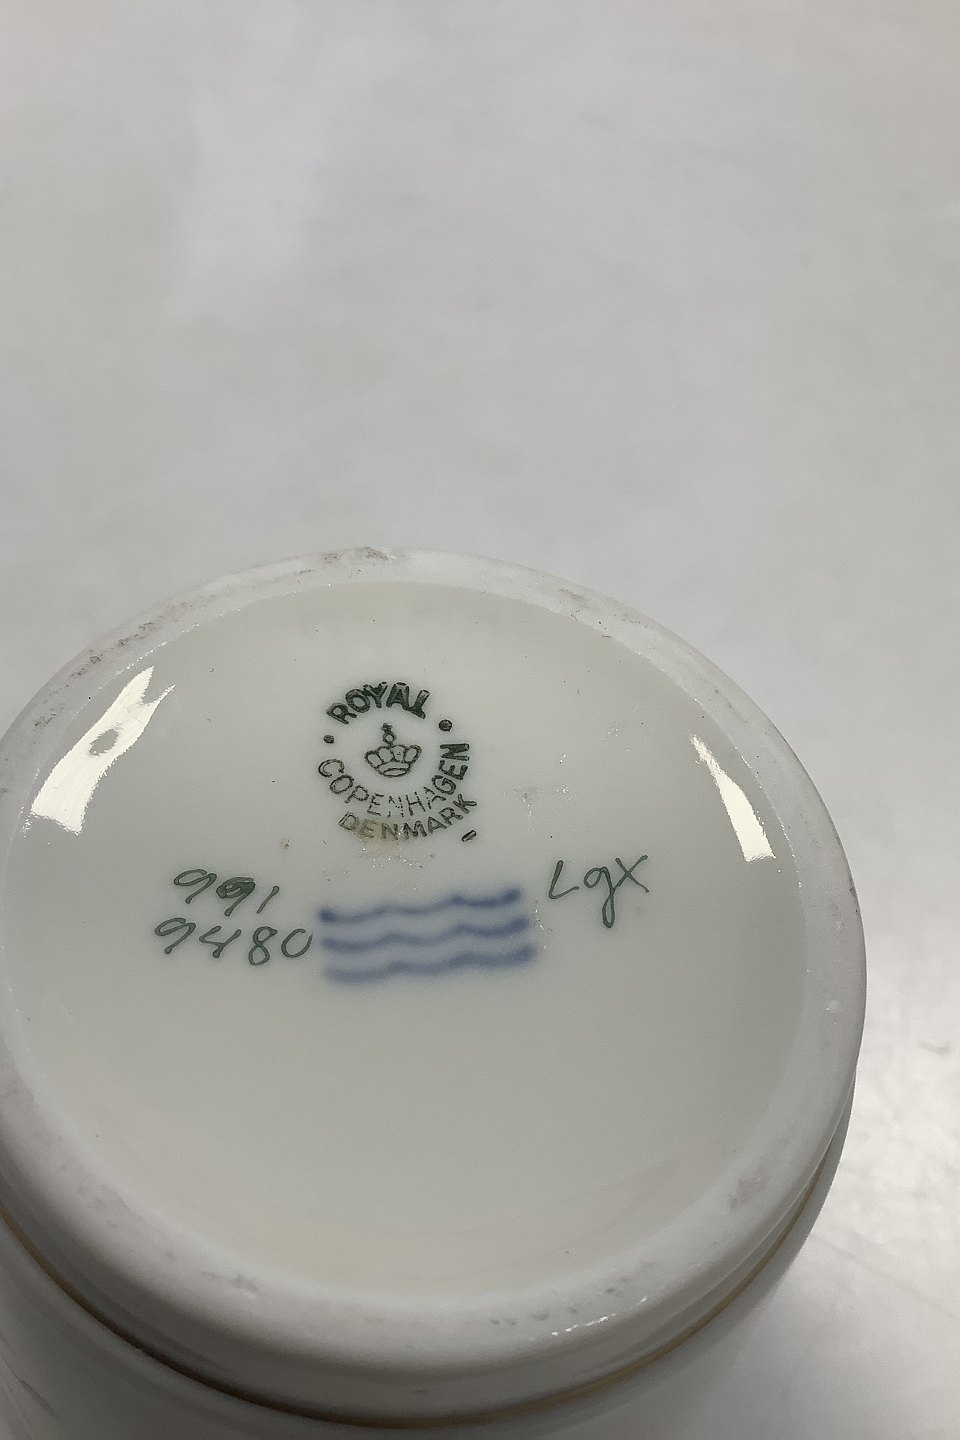 ROYAL
COPENHAGEN
DENMARK
991
9480
Lgx